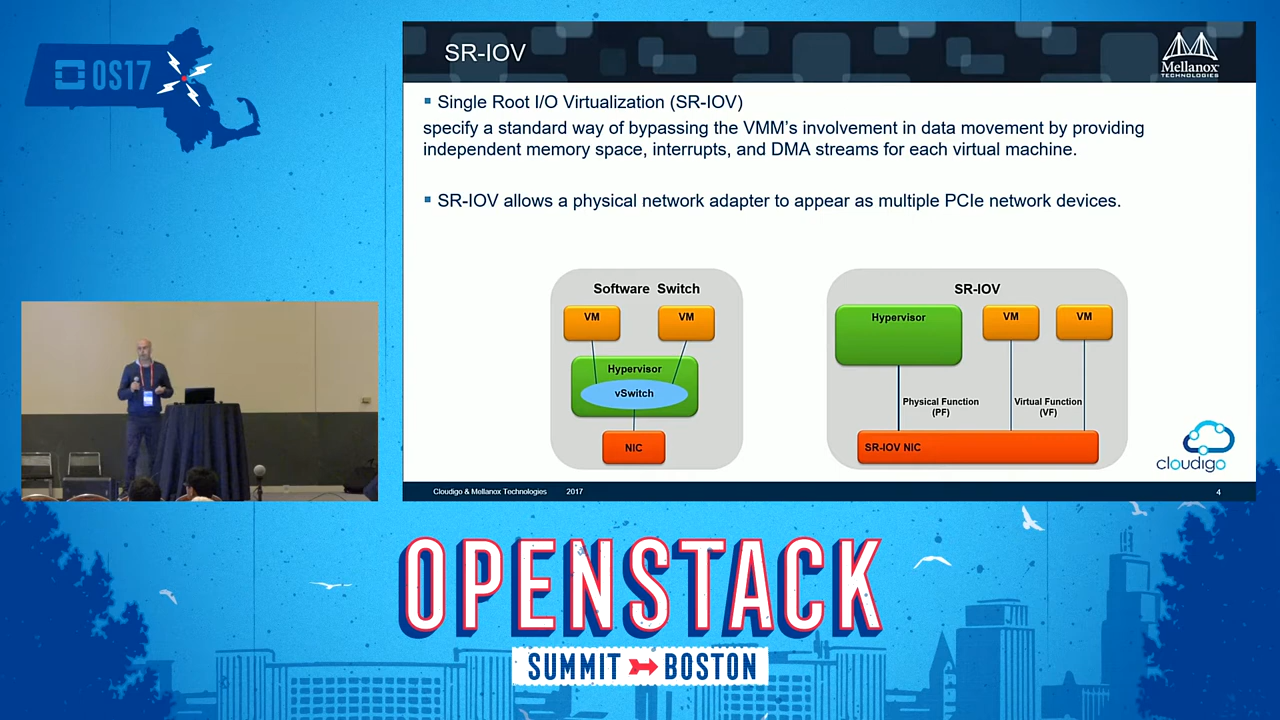 OS17
SR-IOV
Mellanox
TECHNOLOGIES
Single Root I/O Virtualization (SR-IOV)
specify a standard way of bypassing the VMM's involvement in data movement by providing
independent memory space, interrupts, and DMA streams for each virtual machine.
SR-IOV allows a physical network adapter to appear as multiple PCIe network devices.
Software Switch
VM
VM
Hypervisor
vSwitch
NIC
SR-IOV
Hypervisor
VM
VM
Physical Function
(PF)
Virtual Function
(VF)
SR-IOV NIC
cloudigo
Cloudigo & Mellanox Technologies 2017
4
OPENSTACK
SUMMIT BOSTON